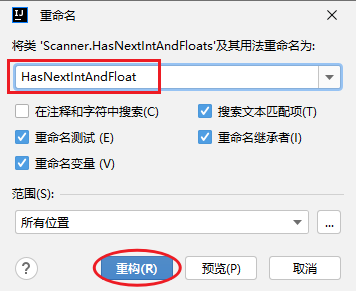 重命名
将类 'Scanner.HasNextIntAndFloats'及其用法重命名为:
HasNextIntAndFloat
在注释和字符中搜索(C) 搜索文本匹配项(T)
重命名测试 (E) 重命名继承者(I)
重命名变量 (V)
范围(S):
所有位置 ...
? 重构(R) 预览(P) 取消